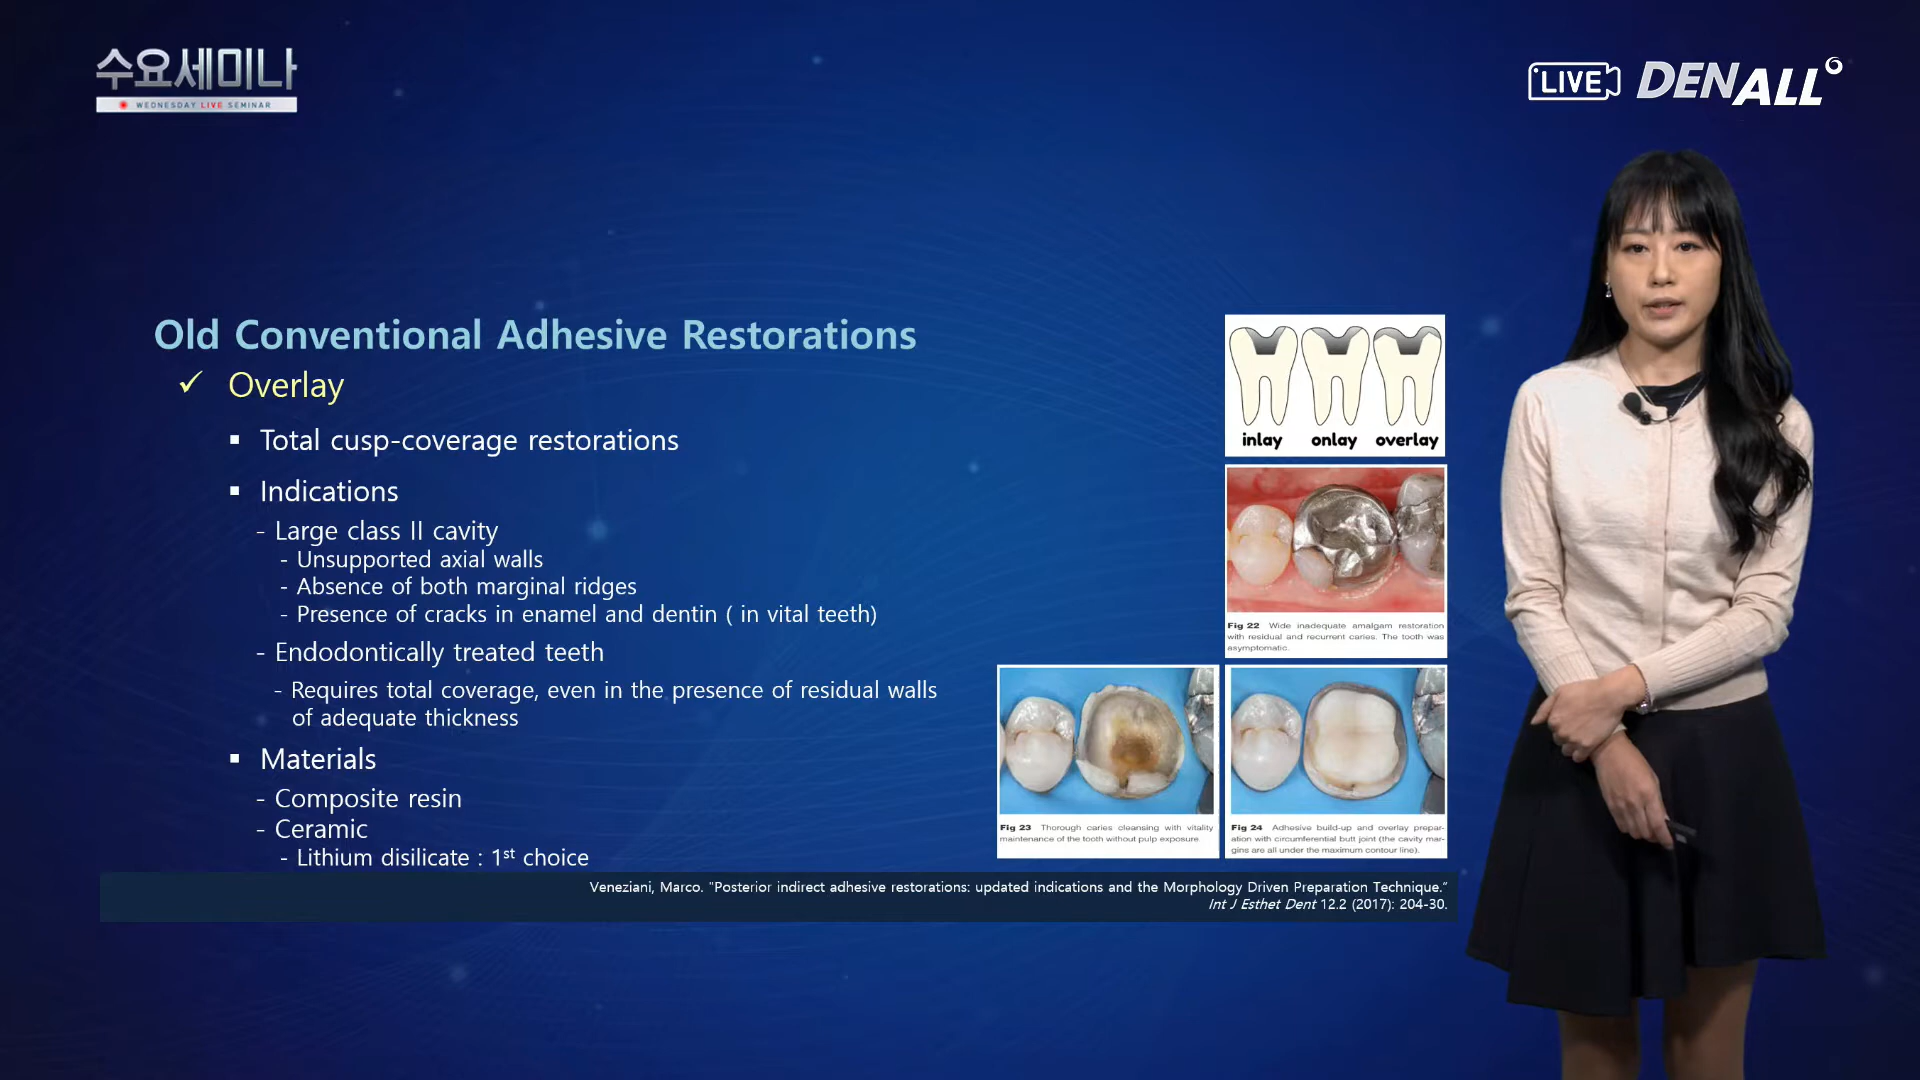 수요세미나
WEDNESDAY LIVE SEMINAR
LIVE DENALL
Old Conventional Adhesive Restorations
✓ Overlay
▪ Total cusp-coverage restorations
▪ Indications
- Large class II cavity
- Unsupported axial walls
- Absence of both marginal ridges
- Presence of cracks in enamel and dentin ( in vital teeth)
- Endodontically treated teeth
- Requires total coverage, even in the presence of residual walls
of adequate thickness
▪ Materials
- Composite resin
- Ceramic
- Lithium disilicate : 1st choice
inlay onlay overlay
Fig 22 Wide inadequate amalgam restoration
with residual and recurrent caries. The tooth was
asymptomatic.
Fig 23 Thorough caries cleansing with vitality
maintenance of the tooth without pulp exposure.
Fig 24 Adhesive build-up and overlay prepar-
ation with circumferential butt joint (the cavity mar-
gins are all under the maximum contour line).
Veneziani, Marco. "Posterior indirect adhesive restorations: updated indications and the Morphology Driven Preparation Technique."
Int J Esthet Dent 12.2 (2017): 204-30.